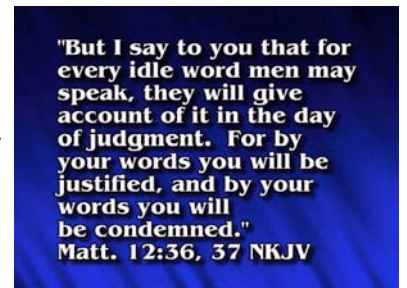 "But I say to you that for
every idle word men may
speak, they will give
account of it in the day
of judgment.  For by
your words you will be
justified, and by your
words you will
be condemned."
Matt. 12:36, 37 NKJV